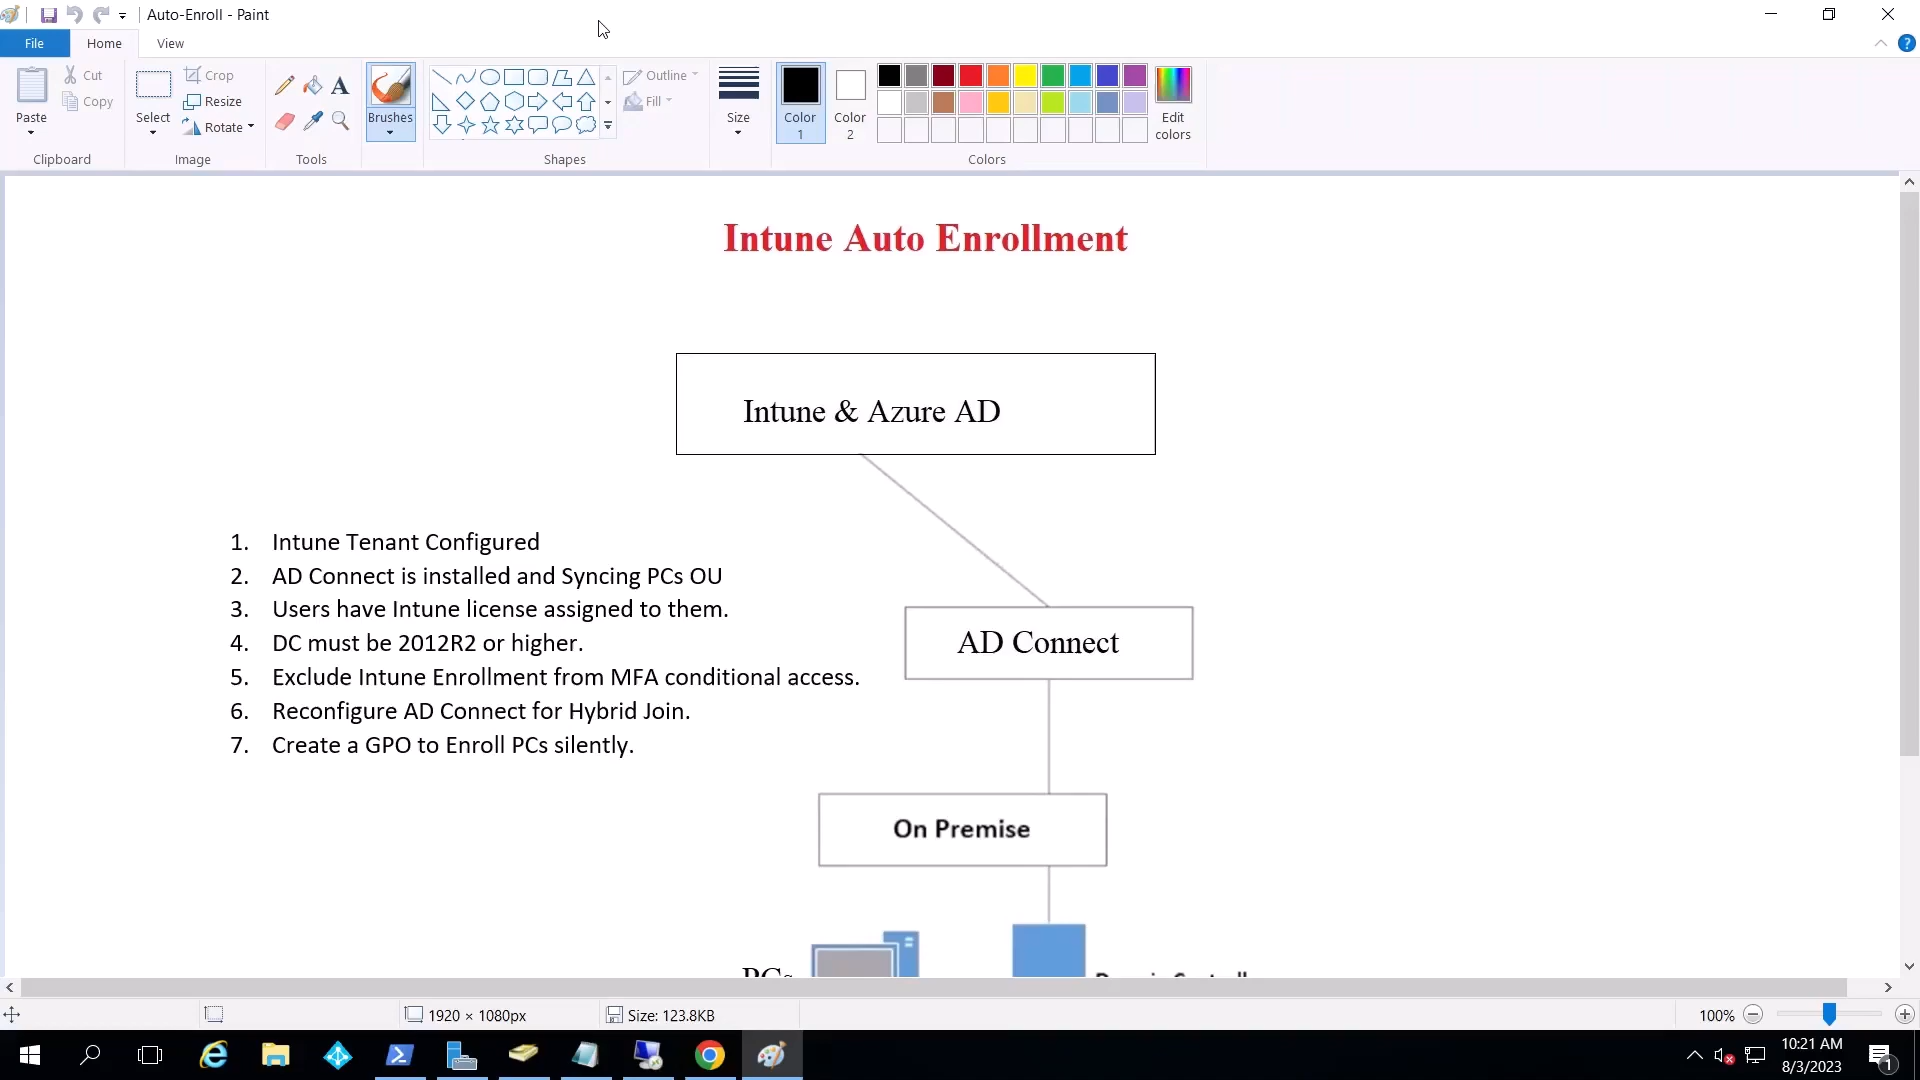 Auto-Enroll - Paint
File
Home
View
Paste
Cut
Copy
Clipboard
Select
Crop
Resize
Rotate
Image
A
Tools
Brushes
Outline
Fill
Shapes
Size
Color 1
Color 2
Edit colors
Colors
Intune Auto Enrollment
Intune & Azure AD
1. Intune Tenant Configured
2. AD Connect is installed and Syncing PCs OU
3. Users have Intune license assigned to them.
4. DC must be 2012R2 or higher.
5. Exclude Intune Enrollment from MFA conditional access.
6. Reconfigure AD Connect for Hybrid Join.
7. Create a GPO to Enroll PCs silently.
AD Connect
On Premise
PCs
1920 × 1080px
Size: 123.8KB
100%
10:21 AM
8/3/2023
1